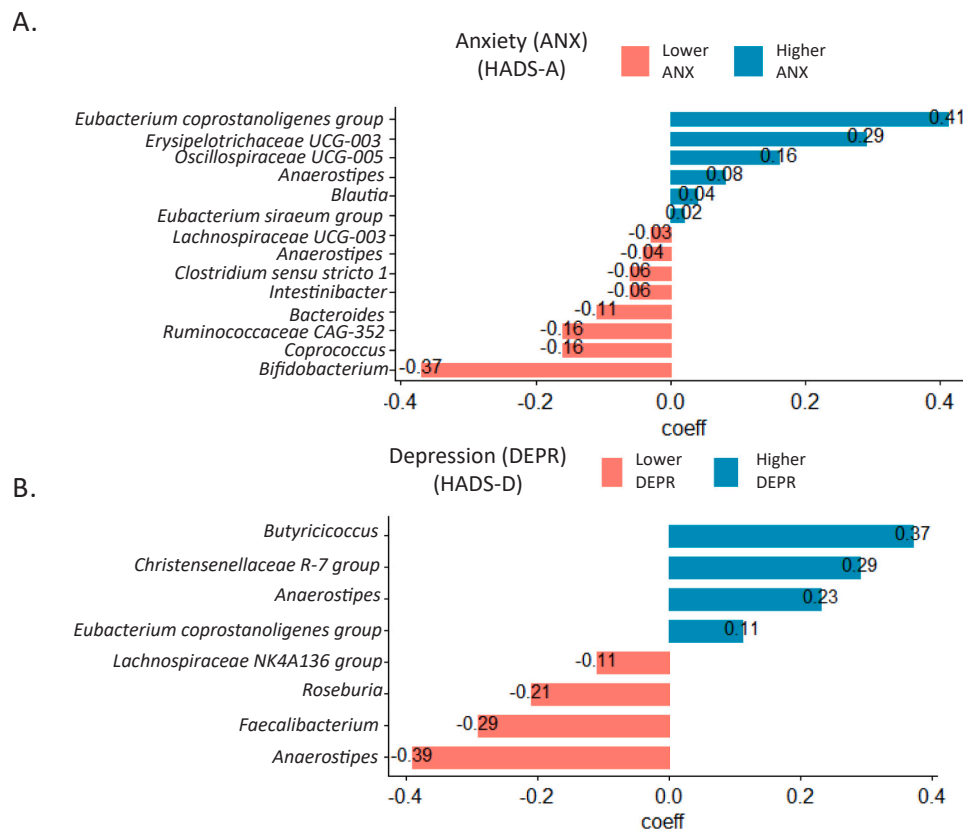 A.
Anxiety (ANX)
(HADS-A)
Lower
ANX
Higher
ANX
Eubacterium coprostanoligenes group
0.41
Erysipelotrichaceae UCG-003
0.29
Oscillospiraceae UCG-005
0.16
Anaerostipes
0.08
Blautia
0.04
Eubacterium siraeum group
0.02
Lachnospiraceae UCG-003
-0.03
Anaerostipes
-0.04
Clostridium sensu stricto 1
-0.06
Intestinibacter
-0.06
Bacteroides
-0.11
Ruminococcaceae CAG-352
-0.16
Coprococcus
-0.16
Bifidobacterium
-0.37
-0.4 -0.2 0.0 0.2 0.4
coeff
B.
Depression (DEPR)
(HADS-D)
Lower
DEPR
Higher
DEPR
Butyricicoccus
0.37
Christensenellaceae R-7 group
0.29
Anaerostipes
0.23
Eubacterium coprostanoligenes group
0.11
Lachnospiraceae NK4A136 group
-0.11
Roseburia
-0.21
Faecalibacterium
-0.29
Anaerostipes
-0.39
-0.4 -0.2 0.0 0.2 0.4
coeff